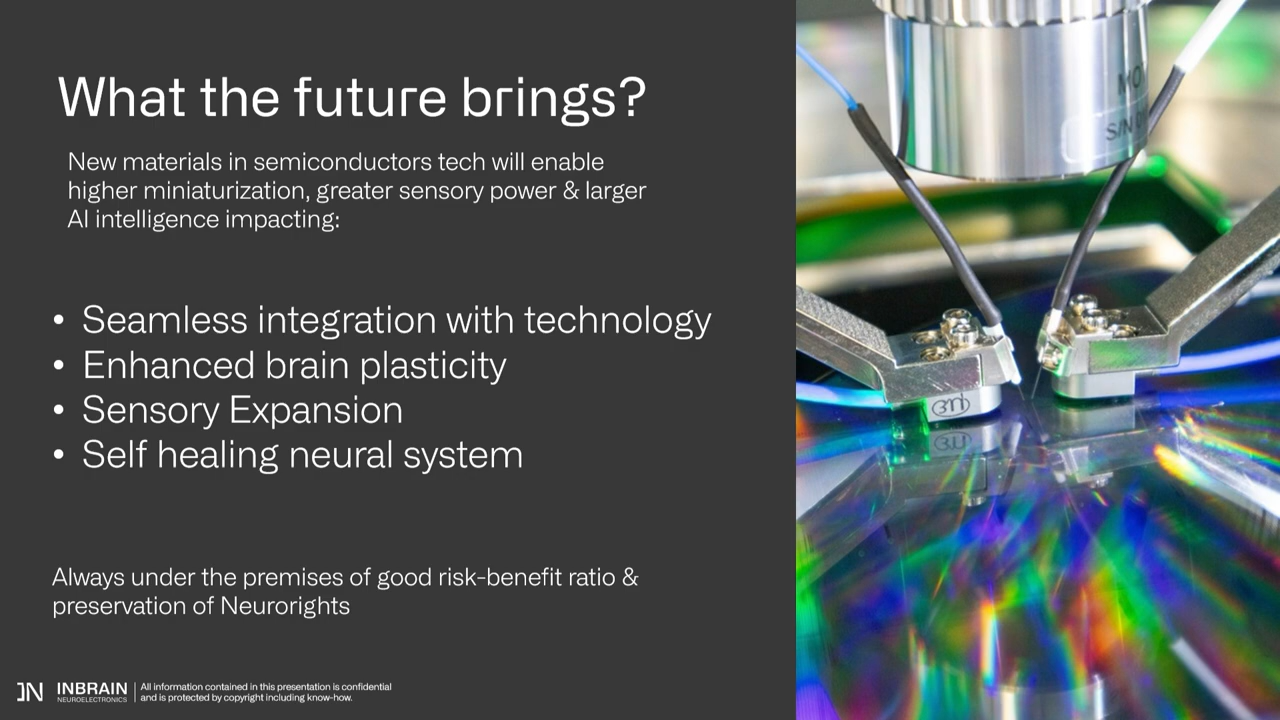 What the future brings?
New materials in semiconductors tech will enable
higher miniaturization, greater sensory power & larger
AI intelligence impacting:
• Seamless integration with technology
• Enhanced brain plasticity
• Sensory Expansion
• Self healing neural system
Always under the premises of good risk-benefit ratio &
preservation of Neurorights
IN INBRAIN
NEUROELECTRONICS
All information contained in this presentation is confidential
and is protected by copyright including know-how.
S/N